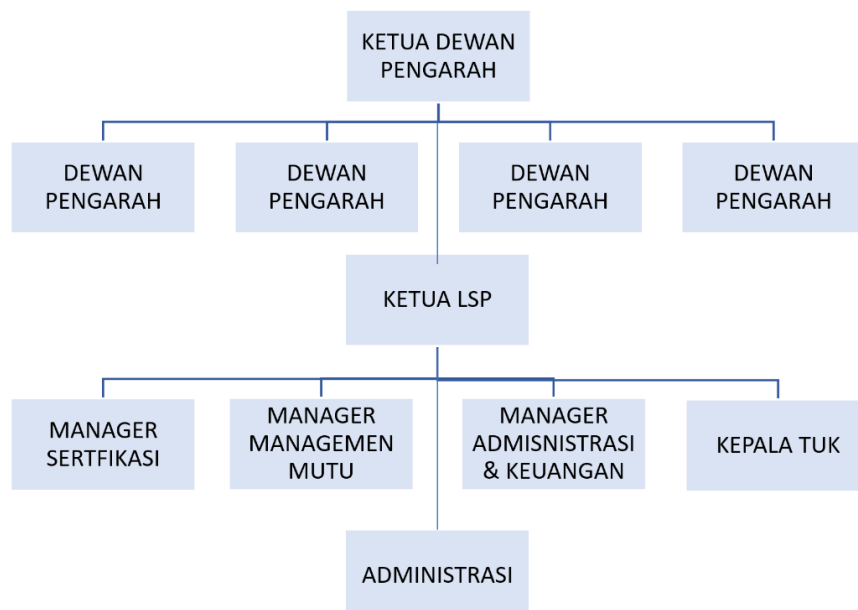 KETUA DEWAN
PENGARAH
DEWAN
PENGARAH
DEWAN
PENGARAH
DEWAN
PENGARAH
DEWAN
PENGARAH
KETUA LSP
MANAGER
SERTFIKASI
MANAGER
MANAGEMEN
MUTU
MANAGER
ADMISNISTRASI
& KEUANGAN
KEPALA TUK
ADMINISTRASI